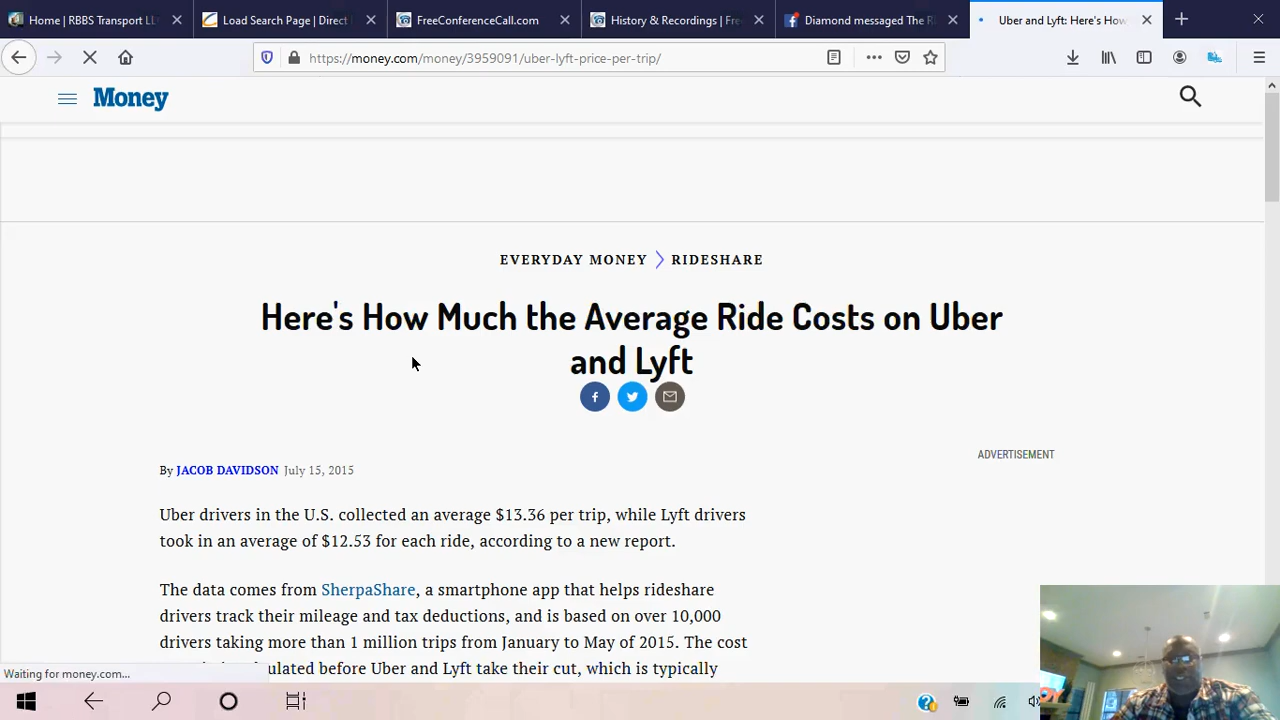 Home | RBBS Transport LL
Load Search Page | Direct
FreeConferenceCall.com
History & Recordings | Fre
Diamond messaged The R
Uber and Lyft: Here's How
https://money.com/money/3959091/uber-lyft-price-per-trip/
Money
EVERYDAY MONEY > RIDESHARE
Here's How Much the Average Ride Costs on Uber
and Lyft
By JACOB DAVIDSON July 15, 2015
ADVERTISEMENT
Uber drivers in the U.S. collected an average $13.36 per trip, while Lyft drivers
took in an average of $12.53 for each ride, according to a new report.
The data comes from SherpaShare, a smartphone app that helps rideshare
drivers track their mileage and tax deductions, and is based on over 10,000
drivers taking more than 1 million trips from January to May of 2015. The cost
ulated before Uber and Lyft take their cut, which is typically
Waiting for money.com...